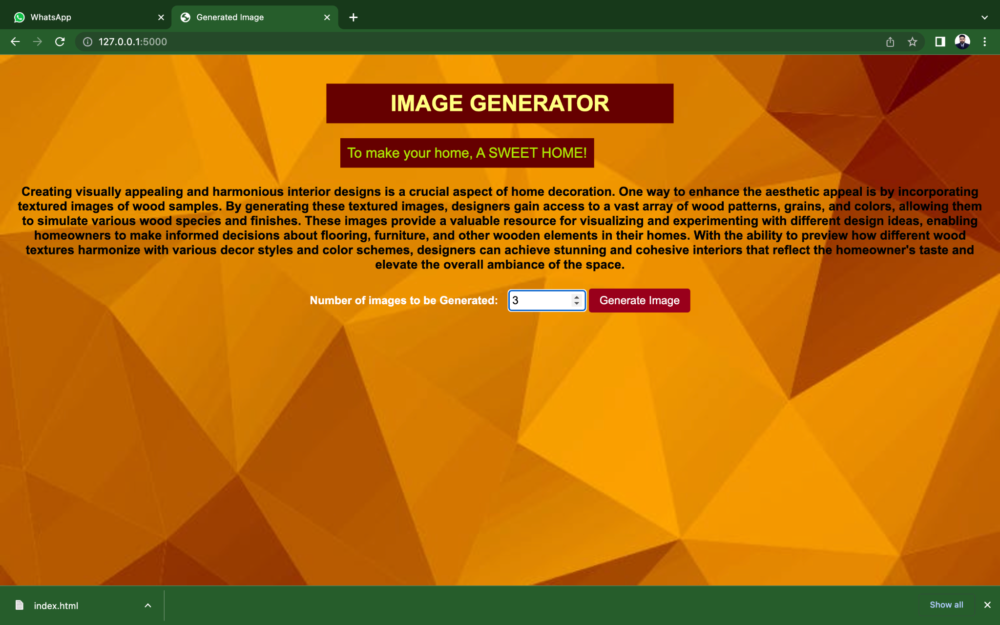 WhatsApp
Generated Image
127.0.0.1:5000
IMAGE GENERATOR
To make your home, A SWEET HOME!
Creating visually appealing and harmonious interior designs is a crucial aspect of home decoration. One way to enhance the aesthetic appeal is by incorporating
textured images of wood samples. By generating these textured images, designers gain access to a vast array of wood patterns, grains, and colors, allowing them
to simulate various wood species and finishes. These images provide a valuable resource for visualizing and experimenting with different design ideas, enabling
homeowners to make informed decisions about flooring, furniture, and other wooden elements in their homes. With the ability to preview how different wood
textures harmonize with various decor styles and color schemes, designers can achieve stunning and cohesive interiors that reflect the homeowner's taste and
elevate the overall ambiance of the space.
Number of images to be Generated: 3 Generate Image
index.html
Show all